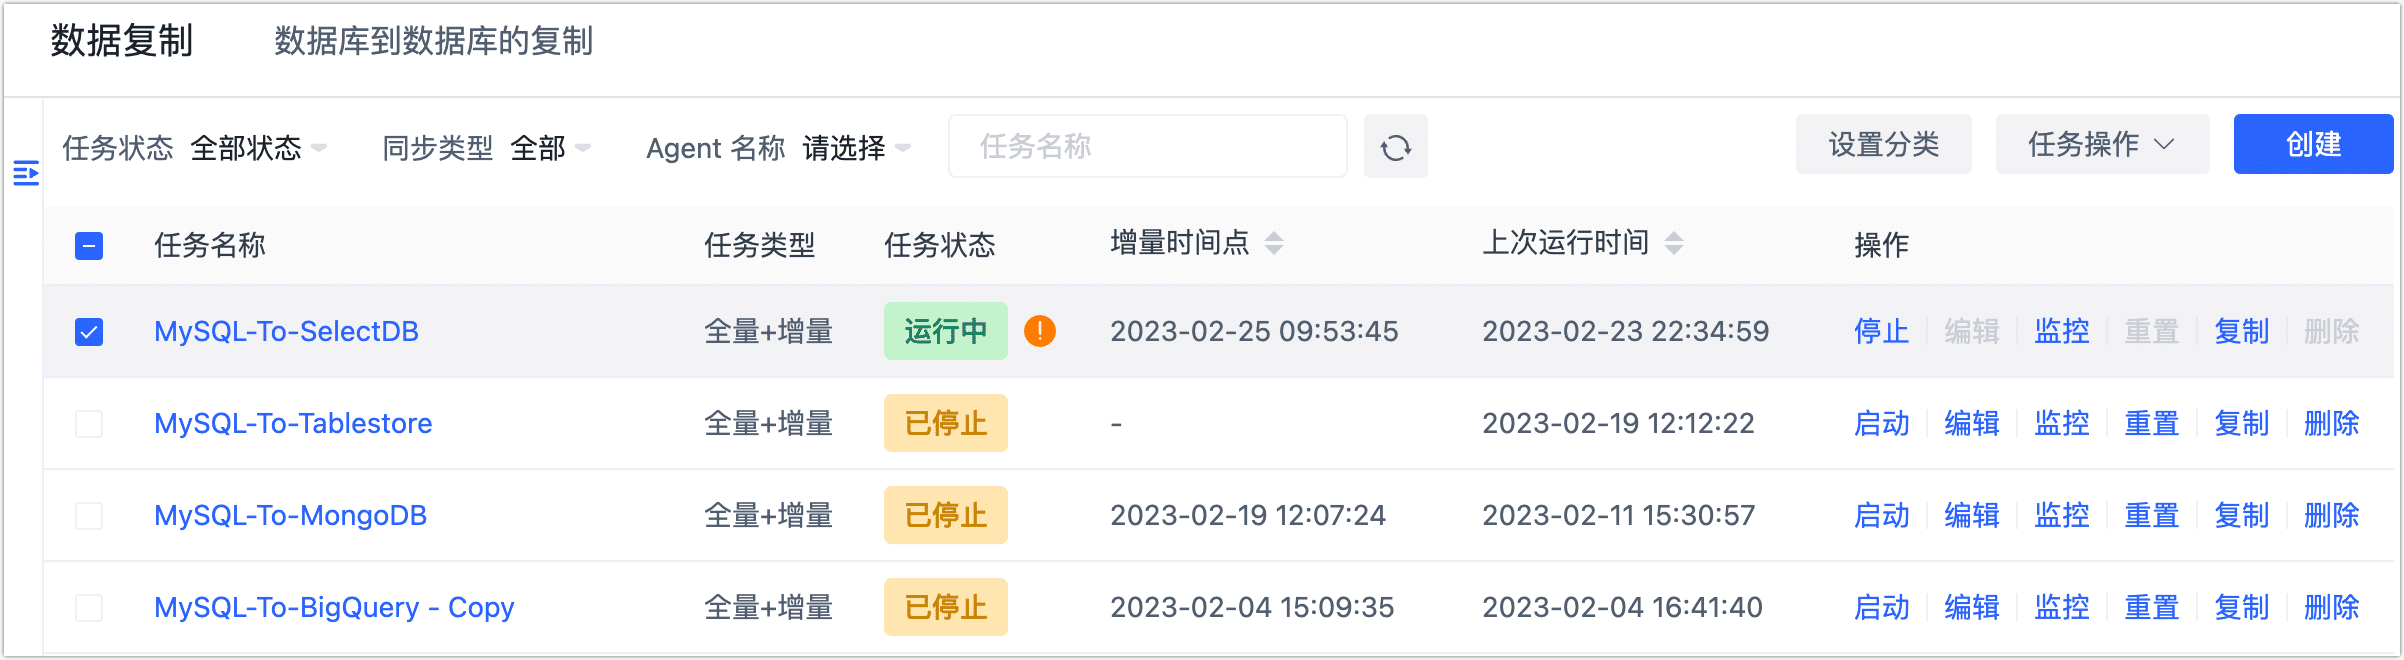 数据复制 数据库到数据库的复制
任务状态 全部状态 同步类型 全部 Agent 名称 请选择 任务名称 设置分类 任务操作 创建
任务名称 任务类型 任务状态 增量时间点 上次运行时间 操作
MySQL-To-SelectDB 全量+增量 运行中 2023-02-25 09:53:45 2023-02-23 22:34:59 停止 编辑 监控 重置 复制 删除
MySQL-To-Tablestore 全量+增量 已停止 - 2023-02-19 12:12:22 启动 编辑 监控 重置 复制 删除
MySQL-To-MongoDB 全量+增量 已停止 2023-02-19 12:07:24 2023-02-11 15:30:57 启动 编辑 监控 重置 复制 删除
MySQL-To-BigQuery - Copy 全量+增量 已停止 2023-02-04 15:09:35 2023-02-04 16:41:40 启动 编辑 监控 重置 复制 删除